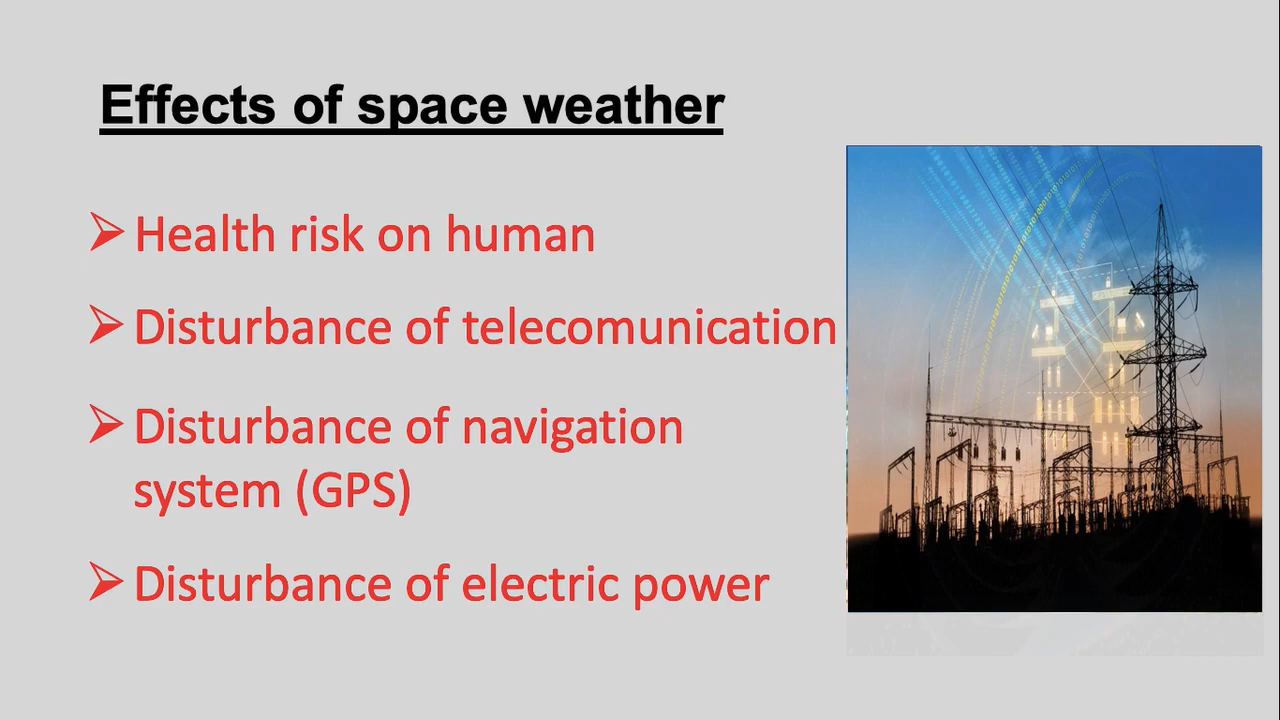 Effects of space weather
Health risk on human
Disturbance of telecomunication
Disturbance of navigation
system (GPS)
Disturbance of electric power